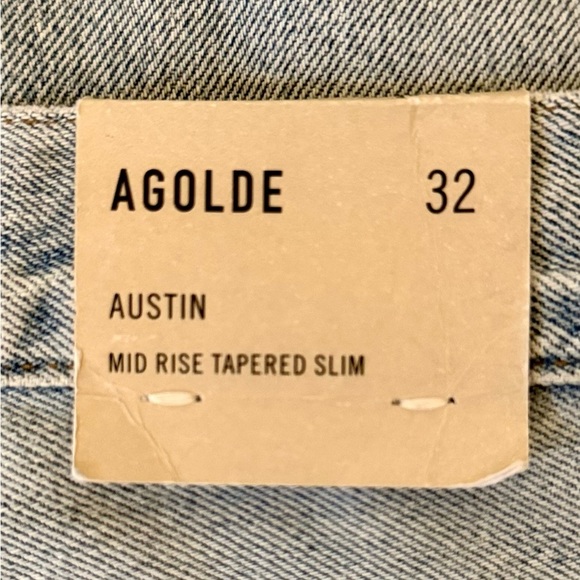 AGOLDE 32
AUSTIN
MID RISE TAPERED SLIM